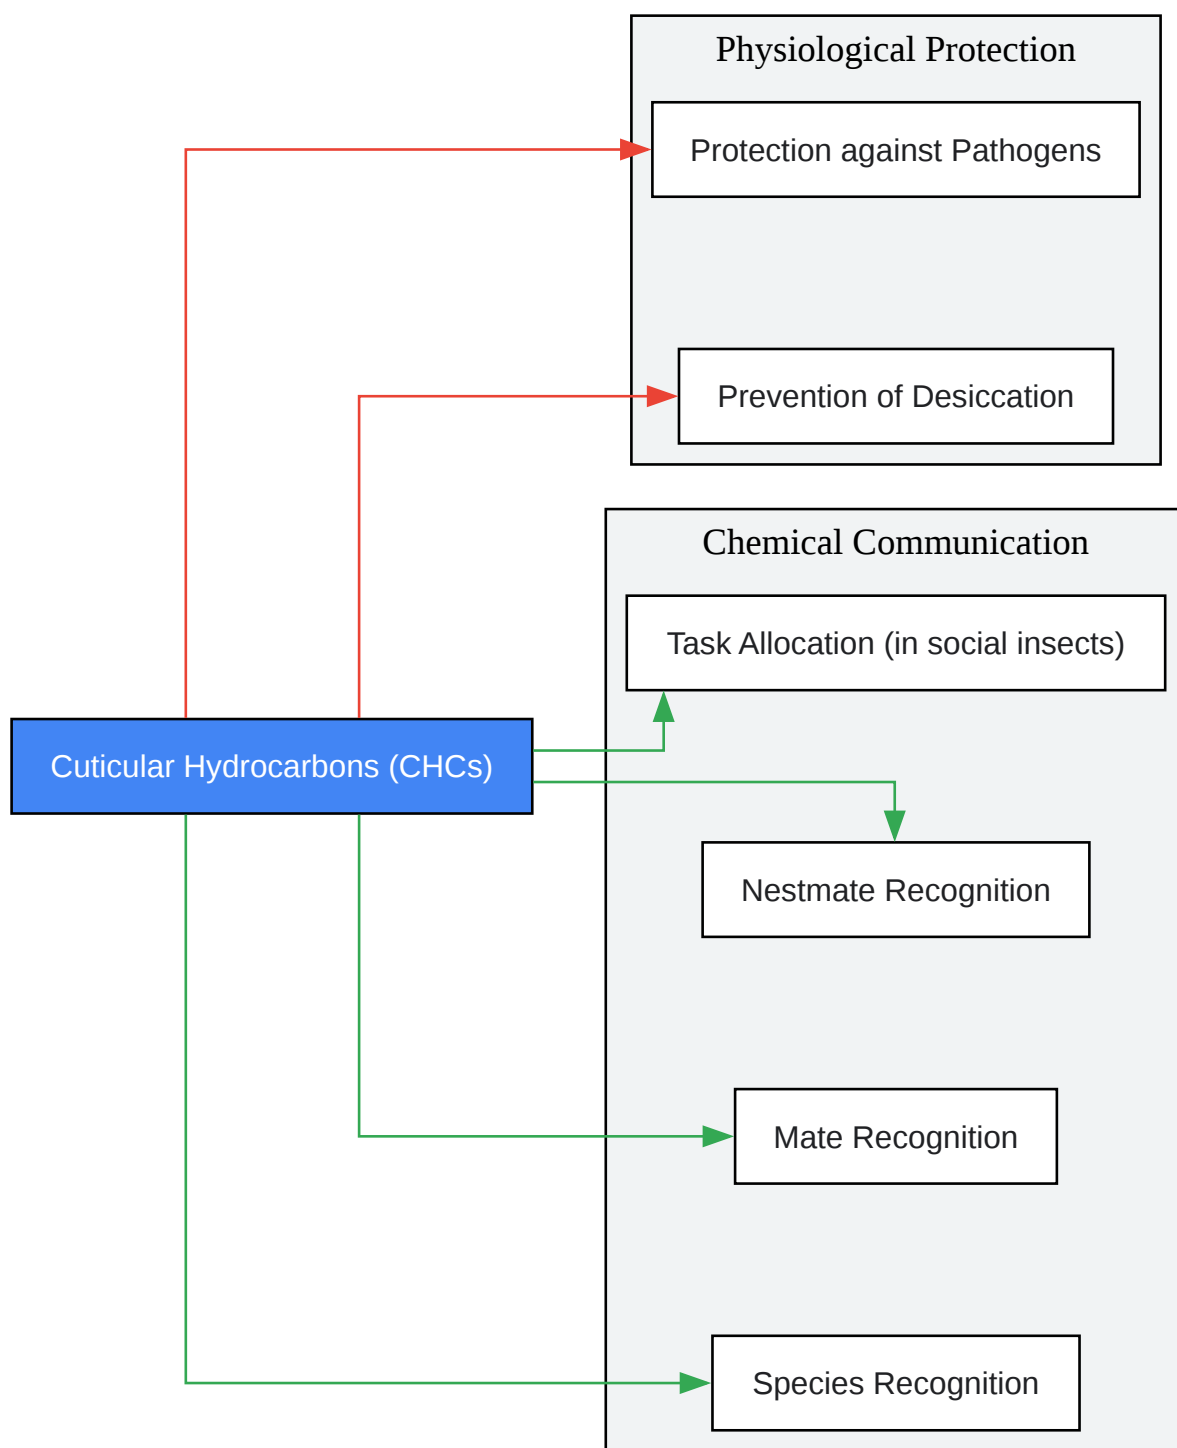 Physiological Protection
Protection against Pathogens
Prevention of Desiccation
Chemical Communication
Task Allocation (in social insects)
Cuticular Hydrocarbons (CHCs)
Nestmate Recognition
Mate Recognition
Species Recognition